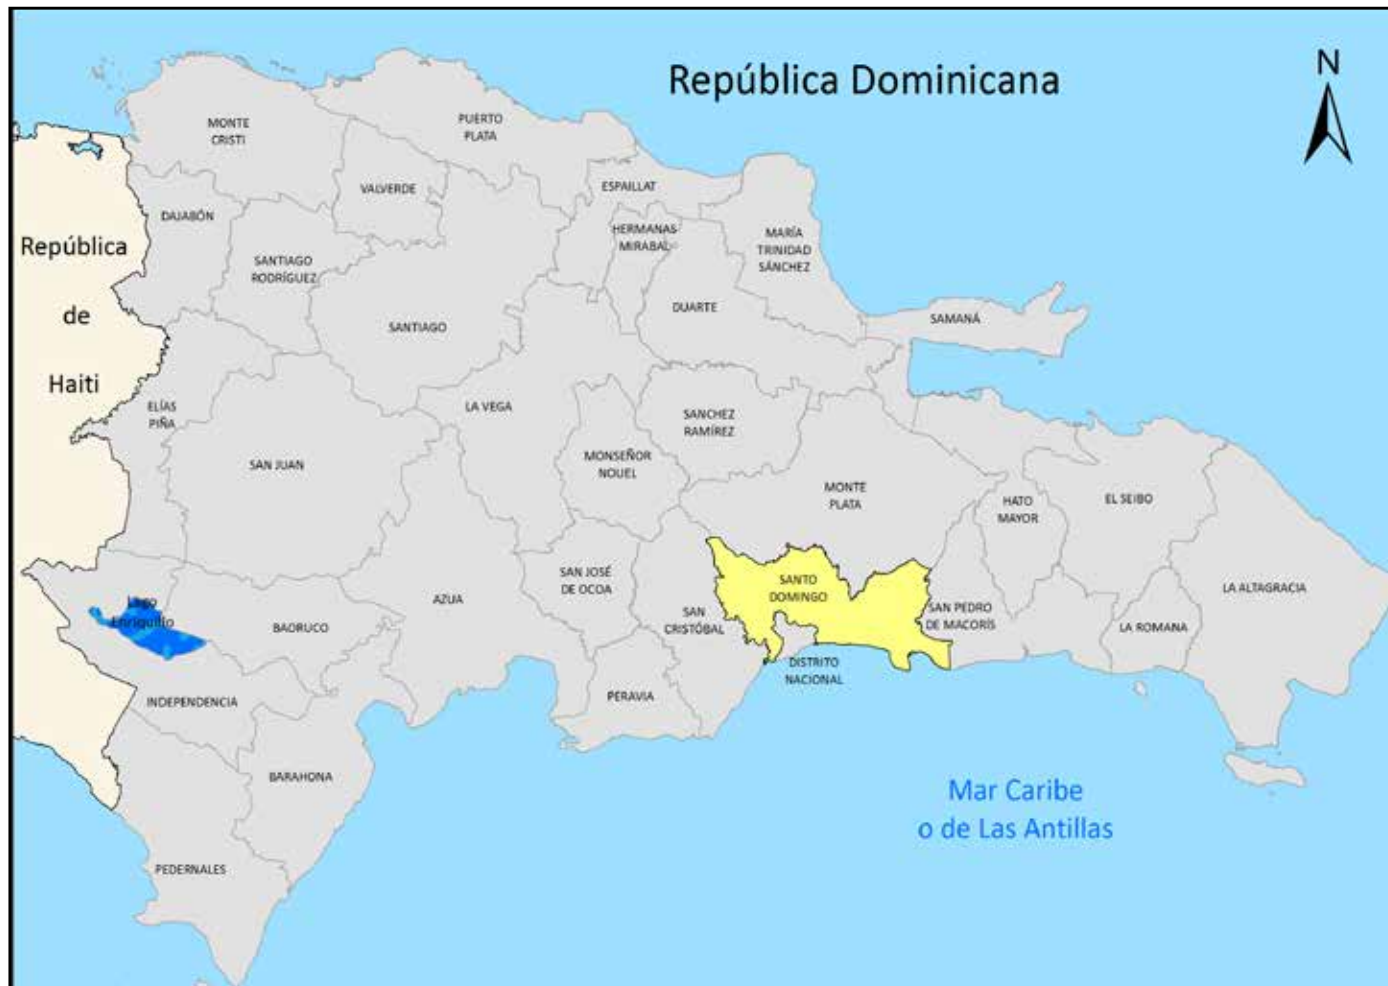 República Dominicana
N
MONTE
CRISTI
PUERTO
PLATA
VALVERDE
ESPAILLAT
DAJABÓN
HERMANAS
MIRABAL
MARÍA
TRINIDAD
SÁNCHEZ
República
de
Haiti
SANTIAGO
RODRÍGUEZ
SANTIAGO
DUARTE
SAMANÁ
ELÍAS
PIÑA
LA VEGA
SANCHEZ
RAMÍREZ
SAN JUAN
MONSEÑOR
NOUEL
MONTE
PLATA
HATO
MAYOR
EL SEIBO
SAN JOSÉ
DE OCOA
SANTO
DOMINGO
LA ALTAGRACIA
AZUA
Lago
Enriquillo
BAORUCO
SAN
CRISTÓBAL
SAN PEDRO
DE MACORÍS
LA ROMANA
DISTRITO
NACIONAL
INDEPENDENCIA
PERAVIA
BARAHONA
Mar Caribe
o de Las Antillas
PEDERNALES